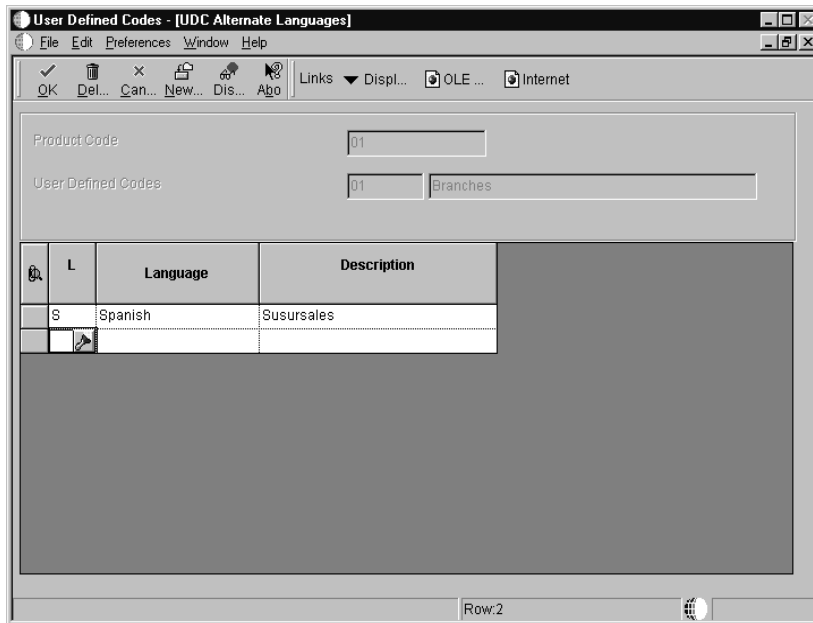 User Defined Codes - [UDC Alternate Languages]
File Edit Preferences Window Help
OK Del... Can... New... Dis... Abo Links Displ... OLE ... Internet
Product Code 01
User Defined Codes 01 Branches
L Language Description
S Spanish Susursales
Row:2